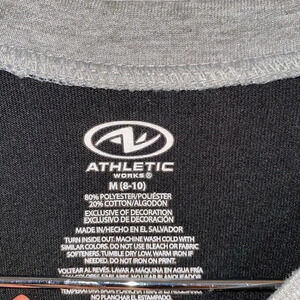 ATHLETIC
WORKS®
M (8-10)
80% POLYESTER/POLIÉSTER
20% COTTON/ALGODON
EXCLUSIVE OF DECORATION
EXCLUSIVO DE DECORACION
MADE IN/HECHO EN EL SALVADOR
TURN INSIDE OUT. MACHINE WASH COLD WITH
SIMILAR COLORS. DO NOT USE BLEACH OR FABRIC
SOFTENERS. TUMBLE DRY LOW. WARM IRON IF
NEEDED. DO NOT IRON ON PRINT.
VOLTEAR AL REVÉS. LAVAR A MÁQUINA EN AGUA FRÍA
NO PLANCHAR EL ESTAMPADO.